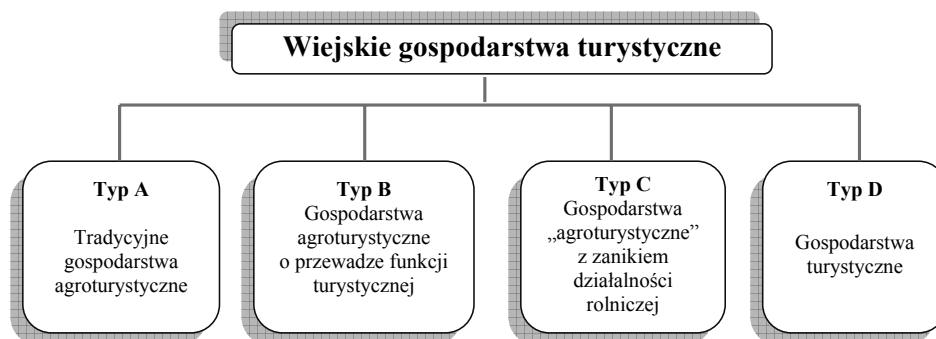 Wiejskie gospodarstwa turystyczne
Typ A
Tradycyjne
gospodarstwa
agroturystyczne
Typ B
Gospodarstwa
agroturystyczne
o przewadze funkcji
turystycznej
Typ C
Gospodarstwa
„agroturystyczne”
z zanikiem
działalności
rolniczej
Typ D
Gospodarstwa
turystyczne